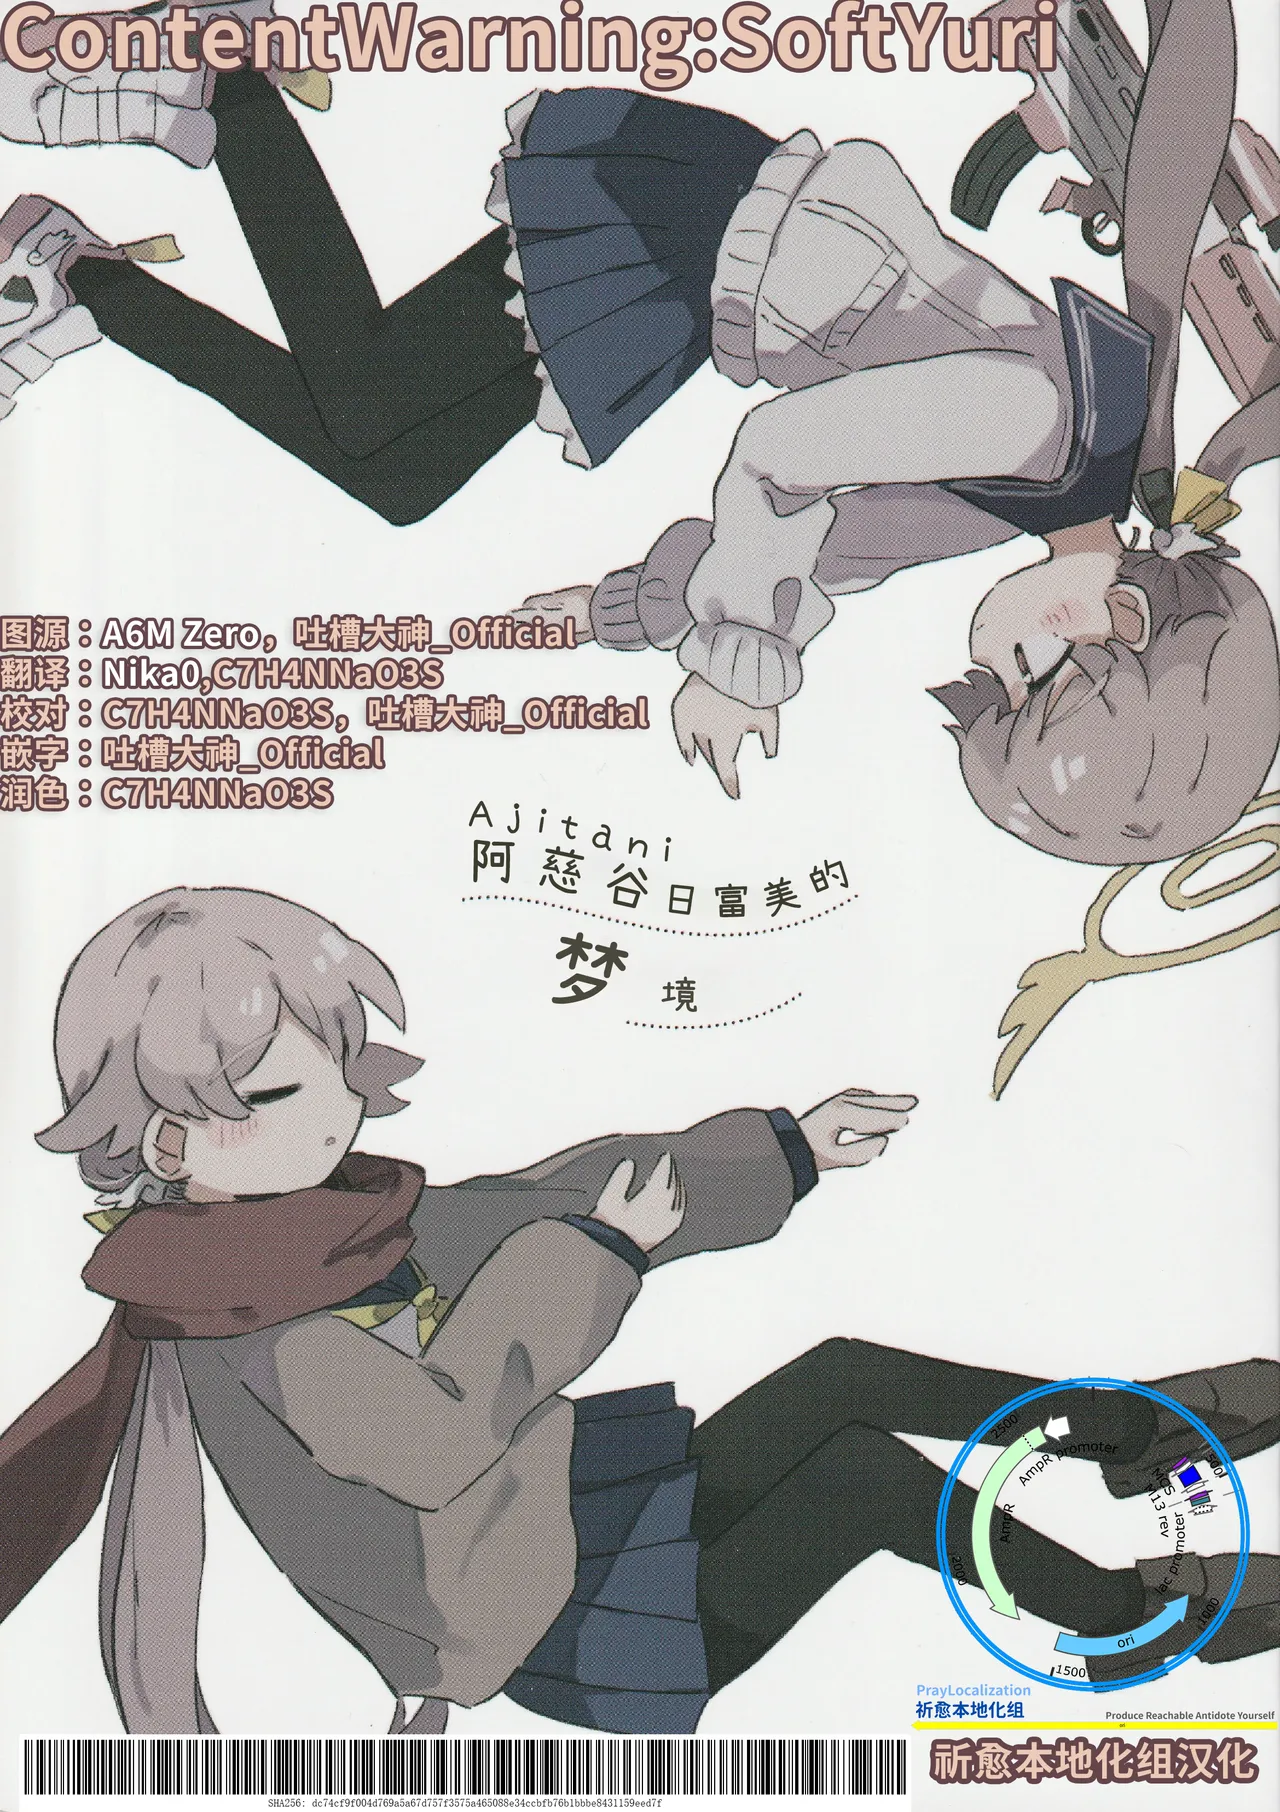 ContentWarning:SoftYuri
图源：A6M Zero，吐槽大神_Official
翻译：Nika0,C7H4NNaO3S
校对：C7H4NNaO3S，吐槽大神_Official
嵌字：吐槽大神_Official
润色：C7H4NNaO3S
Ajitani
阿慈谷日富美的
梦境
2500
AmpR promoter
AmpR
2000
500
MCS
M13 rev
lac promoter
1000
ori
1500
PrayLocalization
祈愈本地化组
Produce Reachable Antidote Yourself
ori
祈愈本地化组汉化
SHA256: dc74cf9f004d769a5a67d757f3575a465088e34ccbfb76b1bbbe8431159eed7f